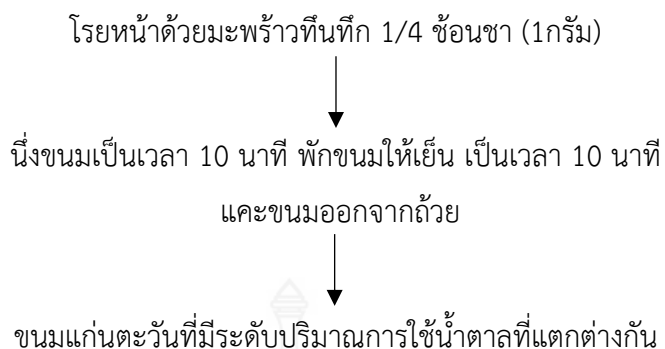 โรยหน้าด้วยมะพร้าวทึนทึก 1/4 ช้อนชา (1กรัม)
นึ่งขนมเป็นเวลา 10 นาที พักขนมให้เย็น เป็นเวลา 10 นาที
แคะขนมออกจากถ้วย
ขนมแก่นตะวันที่มีระดับปริมาณการใช้น้ำตาลที่แตกต่างกัน